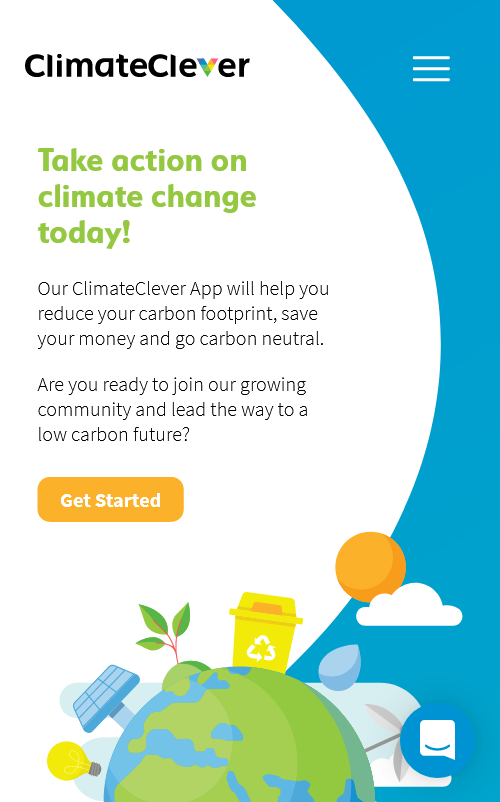 ClimateClever
Take action on
climate change
today!
Our ClimateClever App will help you
reduce your carbon footprint, save
your money and go carbon neutral.
Are you ready to join our growing
community and lead the way to a
low carbon future?
Get Started